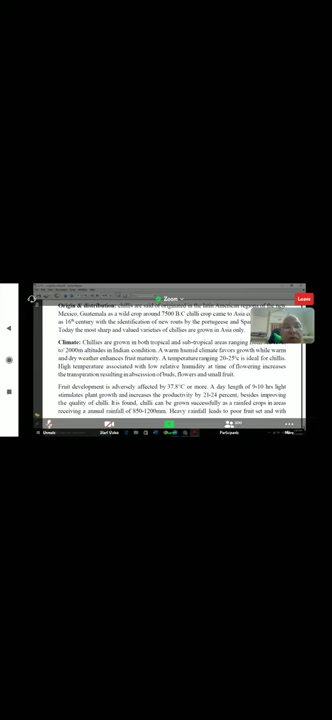 Zoom
Leave
Origin & distribution: chillis are said to originated in the latin American regions of the new
Mexico, Guatemala as a wild crop around 7500 B.C chilli crop came to Asia
as 16th century with the identification of new routs by the portuguese and
Today the most sharp and valued varieties of chillies are grown in Asia only.
Climate: Chillies are grown in both tropical and sub-tropical areas ranging
to 2000m altitudes in Indian condition. A warm humid climate favors growth while warm
and dry weather enhances fruit maturity. A temperature ranging 20-25°c is ideal for chillis.
High temperature associated with low relative humidity at time of flowering increases
the transpiration resulting in abscission of buds, flowers and small fruit.
Fruit development is adversely affected by 37.8°C or more. A day length of 9-10 hrs light
stimulates plant growth and increases the productivity by 21-24 percent, besides improving
the quality of chilli. It is found, chilli can be grown successfully as a rainfed crops in areas
receiving a annual rainfall of 850-1200mm. Heavy rainfall leads to poor fruit set and with
Unmute
Start Video
Share
Participants
More